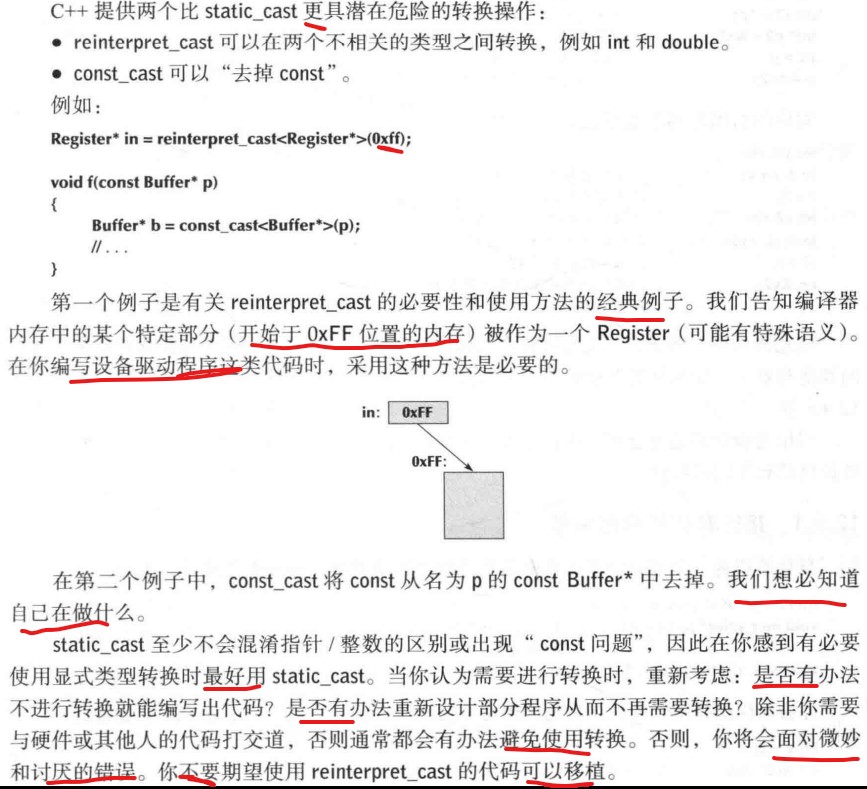 C++ 提供两个比 static_cast 更具潜在危险的转换操作：
● reinterpret_cast 可以在两个不相关的类型之间转换，例如 int 和 double。
● const_cast 可以“去掉 const”。
例如：
Register* in = reinterpret_cast<Register*>(0xff);
void f(const Buffer* p)
{
Buffer* b = const_cast<Buffer*>(p);
// . . .
}
第一个例子是有关 reinterpret_cast 的必要性和使用方法的经典例子。我们告知编译器
内存中的某个特定部分（开始于 0xFF 位置的内存）被作为一个 Register（可能有特殊语义）。
在你编写设备驱动程序这类代码时，采用这种方法是必要的。
in: 0xFF
0xFF:
在第二个例子中，const_cast 将 const 从名为 p 的 const Buffer* 中去掉。我们想必知道
自己在做什么。
static_cast 至少不会混淆指针 / 整数的区别或出现“ const 问题”，因此在你感到有必要
使用显式类型转换时最好用 static_cast。当你认为需要进行转换时，重新考虑：是否有办法
不进行转换就能编写出代码？是否有办法重新设计部分程序从而不再需要转换？除非你需要
与硬件或其他人的代码打交道，否则通常都会有办法避免使用转换。否则，你将会面对微妙
和讨厌的错误。你不要期望使用 reinterpret_cast 的代码可以移植。